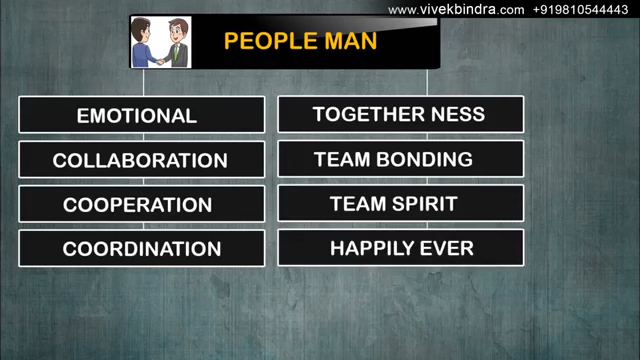 www.vivekbindra.com +919810544443
PEOPLE MAN
EMOTIONAL
COLLABORATION
COOPERATION
COORDINATION
TOGETHER NESS
TEAM BONDING
TEAM SPIRIT
HAPPILY EVER